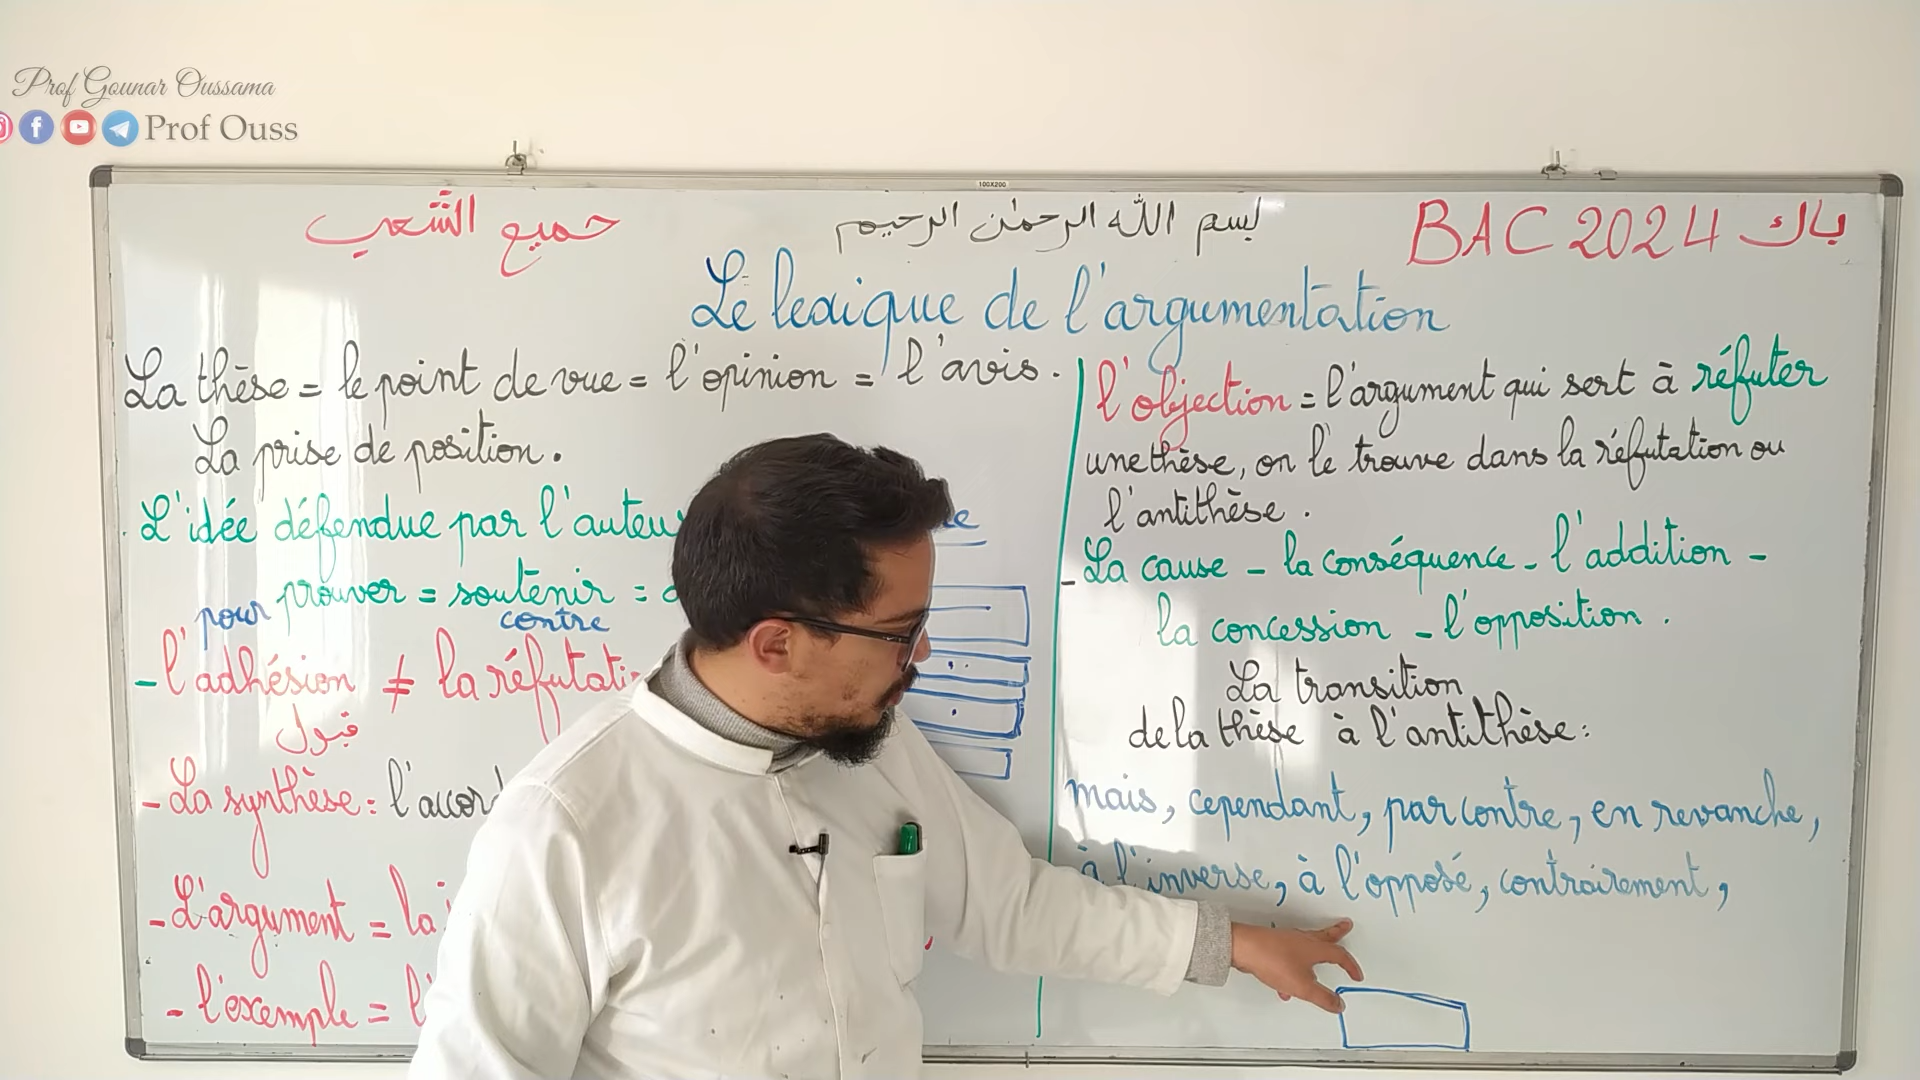 Prof Gounar Oussama
Prof Ouss
100X200
جميع الشعب
بسم الله الرحمٰن الرحيم
BAC 2024 باك
Le lexique de l'argumentation
La thèse = le point de vue = l'opinion = l'avis.
La prise de position.
L'idée défendue par l'auteu
prouver = soutenir =
pour
contre
- l'adhésion ≠ la réfutati
قبول
- La synthèse : l'accor
- L'argument = la
- l'exemple = l'
l'objection = l'argument qui sert à réfuter
une thèse, on le trouve dans la réfutation ou
l'antithèse.
- La cause - la conséquence - l'addition -
la concession - l'opposition.
La transition
de la thèse à l'antithèse :
mais, cependant, par contre, en revanche,
à l'inverse, à l'opposé, contrairement,